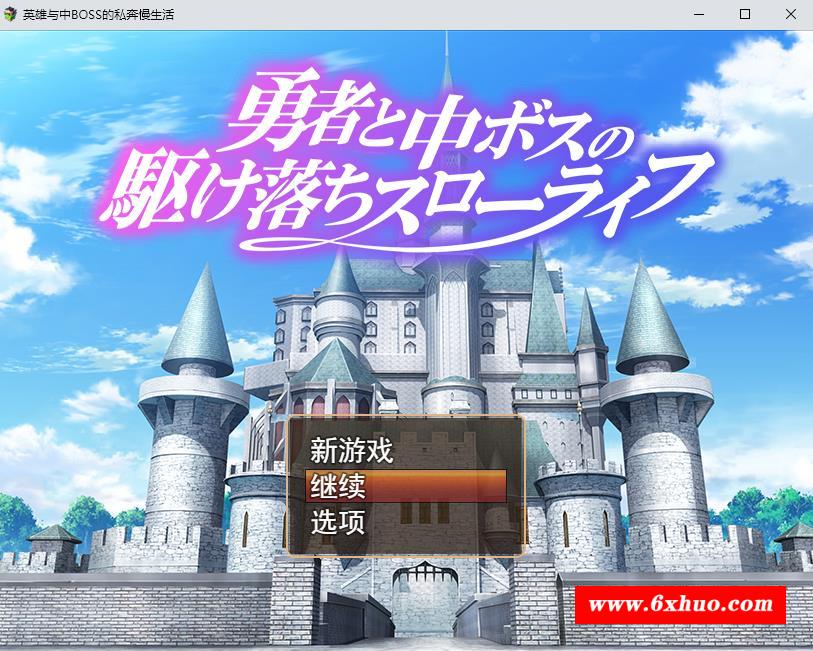 英雄与中BOSS的私奔慢生活
勇者と中ボスの
駆け落ちスローライフ
新游戏
继续
选项
www.6xhuo.com